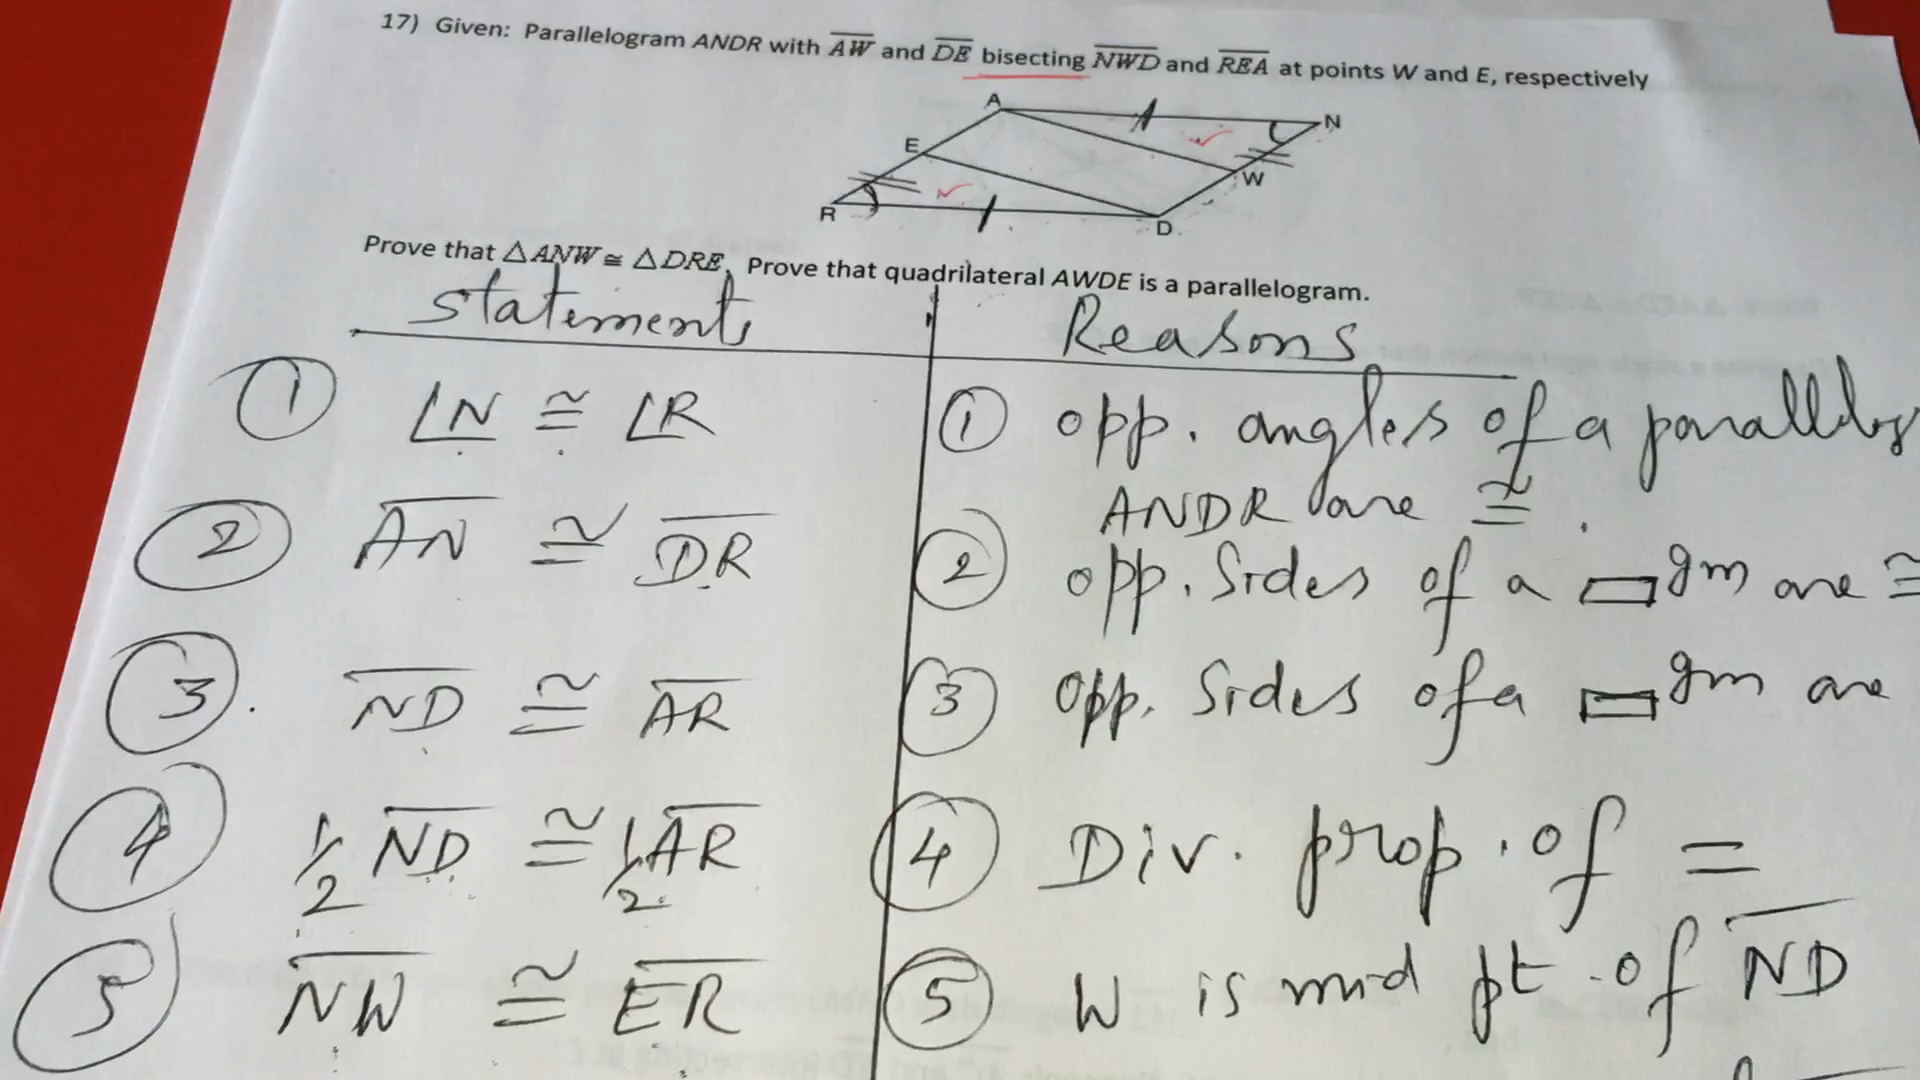 17) Given: Parallelogram ANDR with AW and DE bisecting NWD and REA at points W and E, respectively
A
N
E
W
R
D
Prove that △ANW ≅ △DRE. Prove that quadrilateral AWDE is a parallelogram.
Statements Reasons
① ∠N ≅ ∠R ① opp. angles of a
ANDR are ≅.
② AN ≅ DR ② opp. Sides of a ▱gm are ≅
③. ND ≅ AR ③ opp. Sides of a ▱gm are
④ 1/2 ND ≅ 1/2 AR ④ Div. prop. of =
⑤ NW ≅ ER ⑤ W is mid pt. of ND